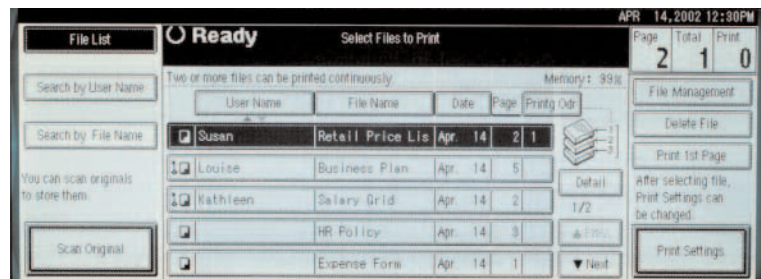 APR 14,2002 12:30PM
File List
Ready
Select Files to Print
Page Total Print
2 1 0
Search by User Name
Two or more files can be printed continuously.
Memory: 99%
File Management
User Name File Name Date Page Printg Odr
Search by File Name
Susan Retail Price Lis Apr. 14 2 1
Delete File
1
2
3
Print 1st Page
You can scan originals
to store them.
Louise Business Plan Apr. 14 5
Detail
After selecting file,
Print Settings can
be changed.
Kathleen Salary Grid Apr. 14 2
1/2
Scan Original
HR Policy Apr. 14 3
▲ Prev.
Print Settings
Expense Form Apr. 14 1
▼ Next